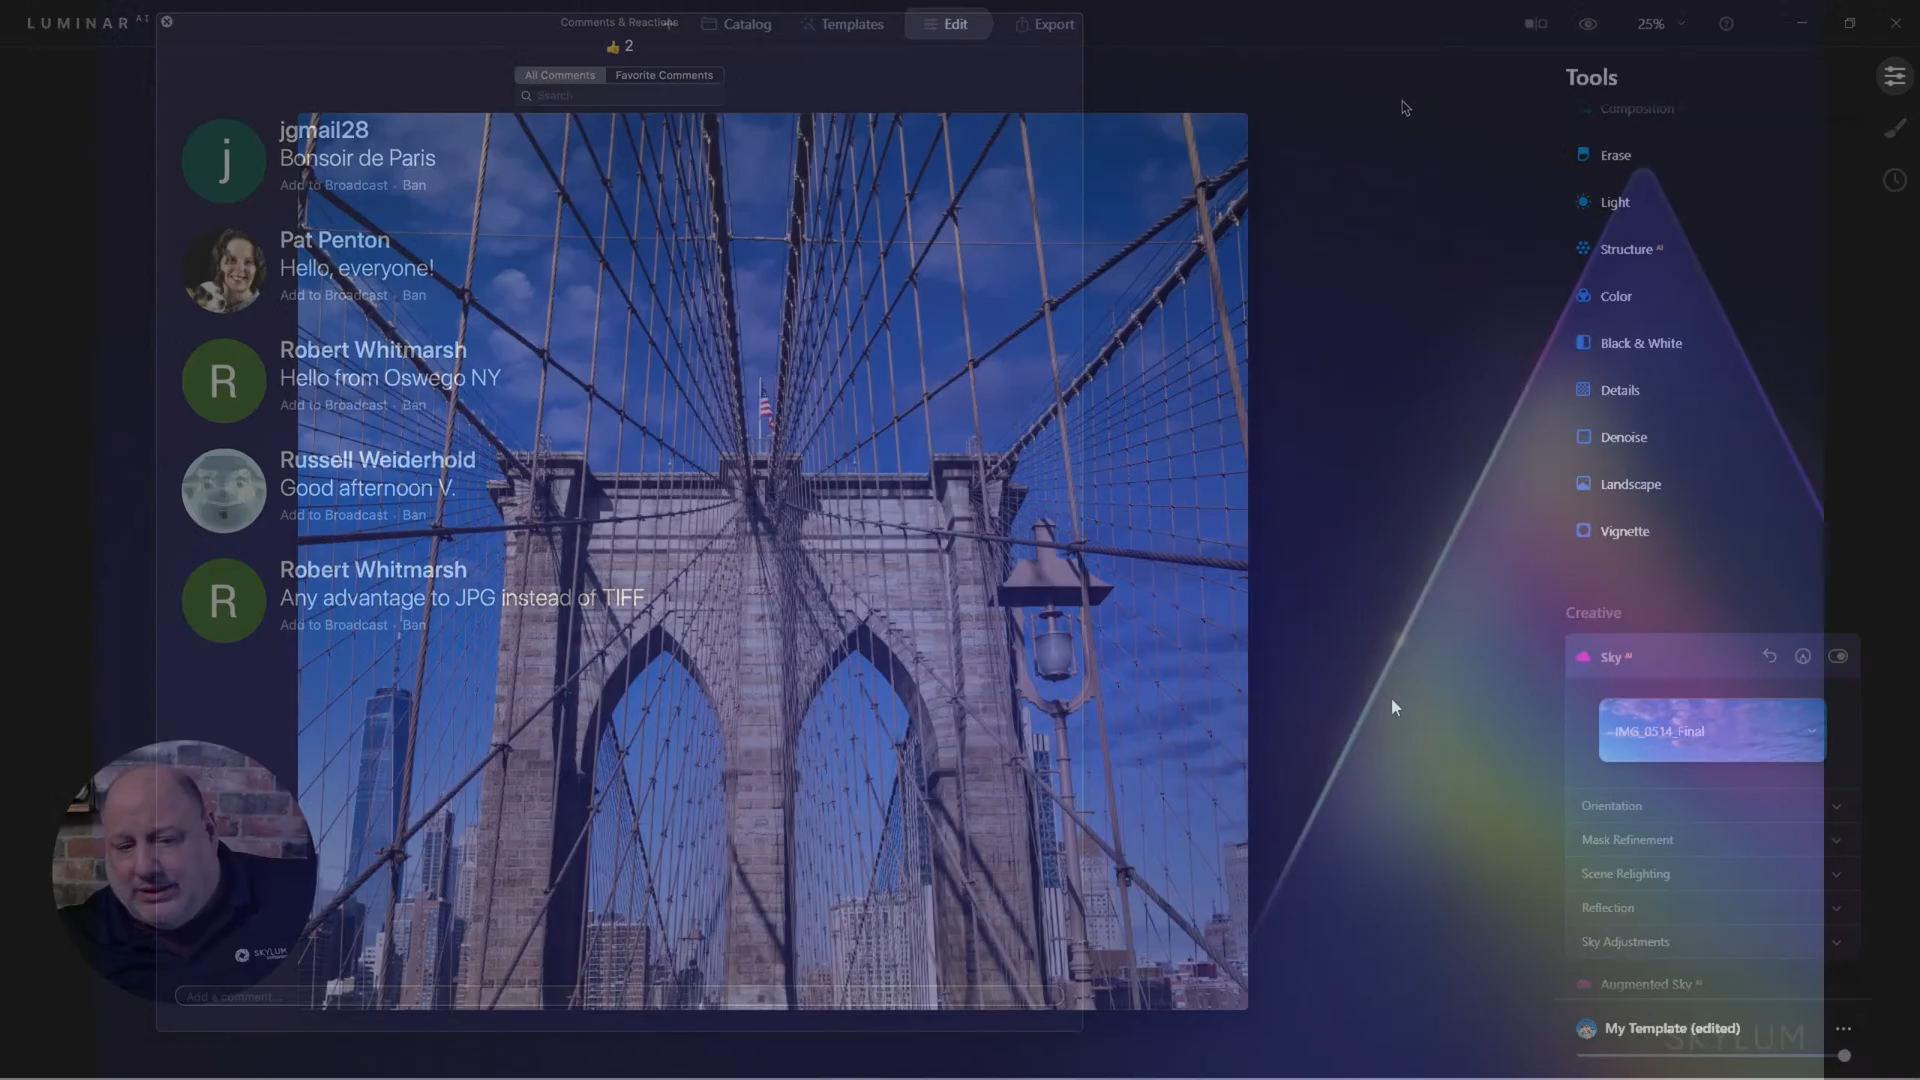 LUMINAR AI
Comments & Reactions
👍 2
Catalog
Templates
Edit
Export
25%
All Comments
Favorite Comments
Search
j
jgmail28
Bonsoir de Paris
Add to Broadcast · Ban
Pat Penton
Hello, everyone!
Add to Broadcast · Ban
R
Robert Whitmarsh
Hello from Oswego NY
Add to Broadcast · Ban
Russell Weiderhold
Good afternoon V.
Add to Broadcast · Ban
R
Robert Whitmarsh
Any advantage to JPG instead of TIFF
Add to Broadcast · Ban
SKYLUM
Add a comment...
Tools
Composition
Erase
Light
Structure AI
Color
Black & White
Details
Denoise
Landscape
Vignette
Creative
Sky AI
IMG_0514_Final
Orientation
Mask Refinement
Scene Relighting
Reflection
Sky Adjustments
Augmented Sky AI
My Template (edited)
SKYLUM